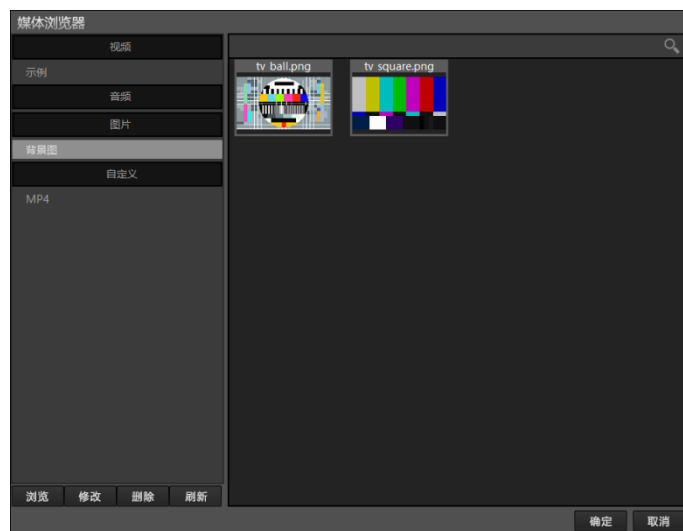 媒体浏览器
视频
示例
音频
图片
背景图
自定义
MP4
tv_ball.png
tv_square.png
浏览 修改 删除 刷新
确定 取消